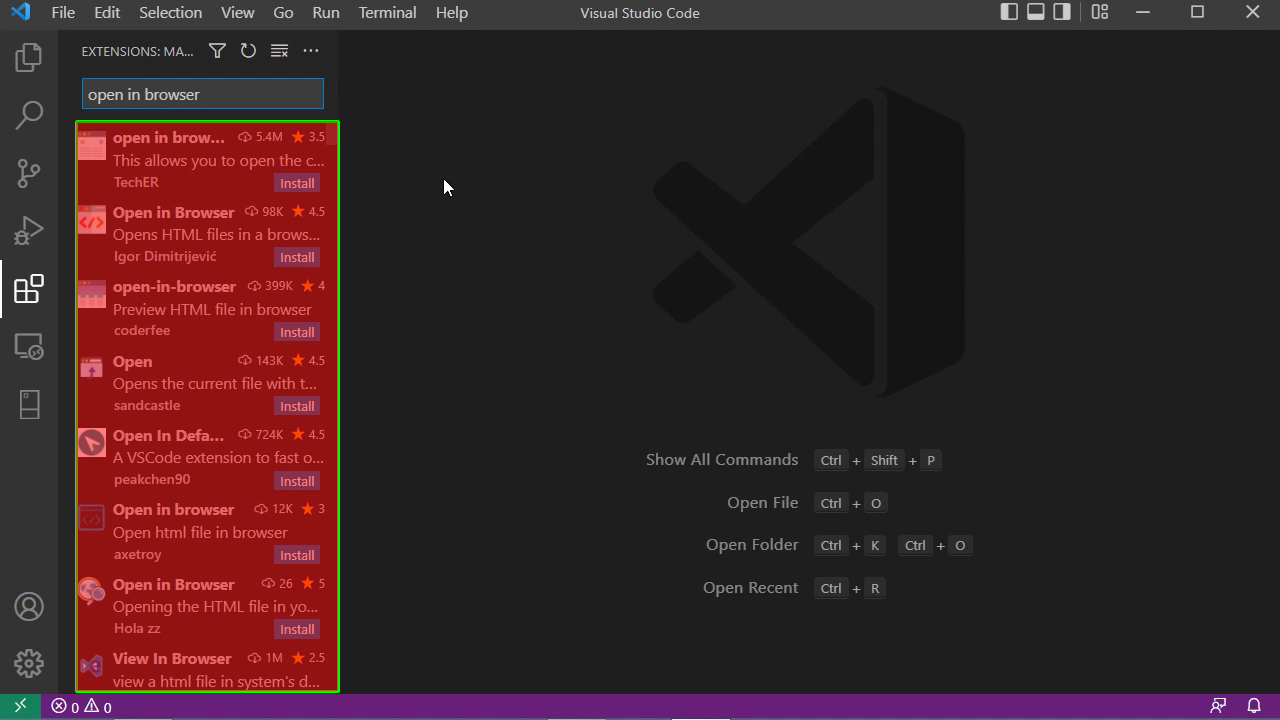 File Edit Selection View Go Run Terminal Help Visual Studio Code
EXTENSIONS: MA...
open in browser
open in brow... 5.4M 3.5
This allows you to open the c...
TechER Install
Open in Browser 98K 4.5
Opens HTML files in a brows...
Igor Dimitrijević Install
open-in-browser 399K 4
Preview HTML file in browser
coderfee Install
Open 143K 4.5
Opens the current file with t...
sandcastle Install
Open In Defa... 724K 4.5
A VSCode extension to fast o...
peakchen90 Install
Open in browser 12K 3
Open html file in browser
axetroy Install
Open in Browser 26 5
Opening the HTML file in yo...
Hola zz Install
View In Browser 1M 2.5
view a html file in system's d...
Show All Commands Ctrl + Shift + P
Open File Ctrl + O
Open Folder Ctrl + K Ctrl + O
Open Recent Ctrl + R
0 0